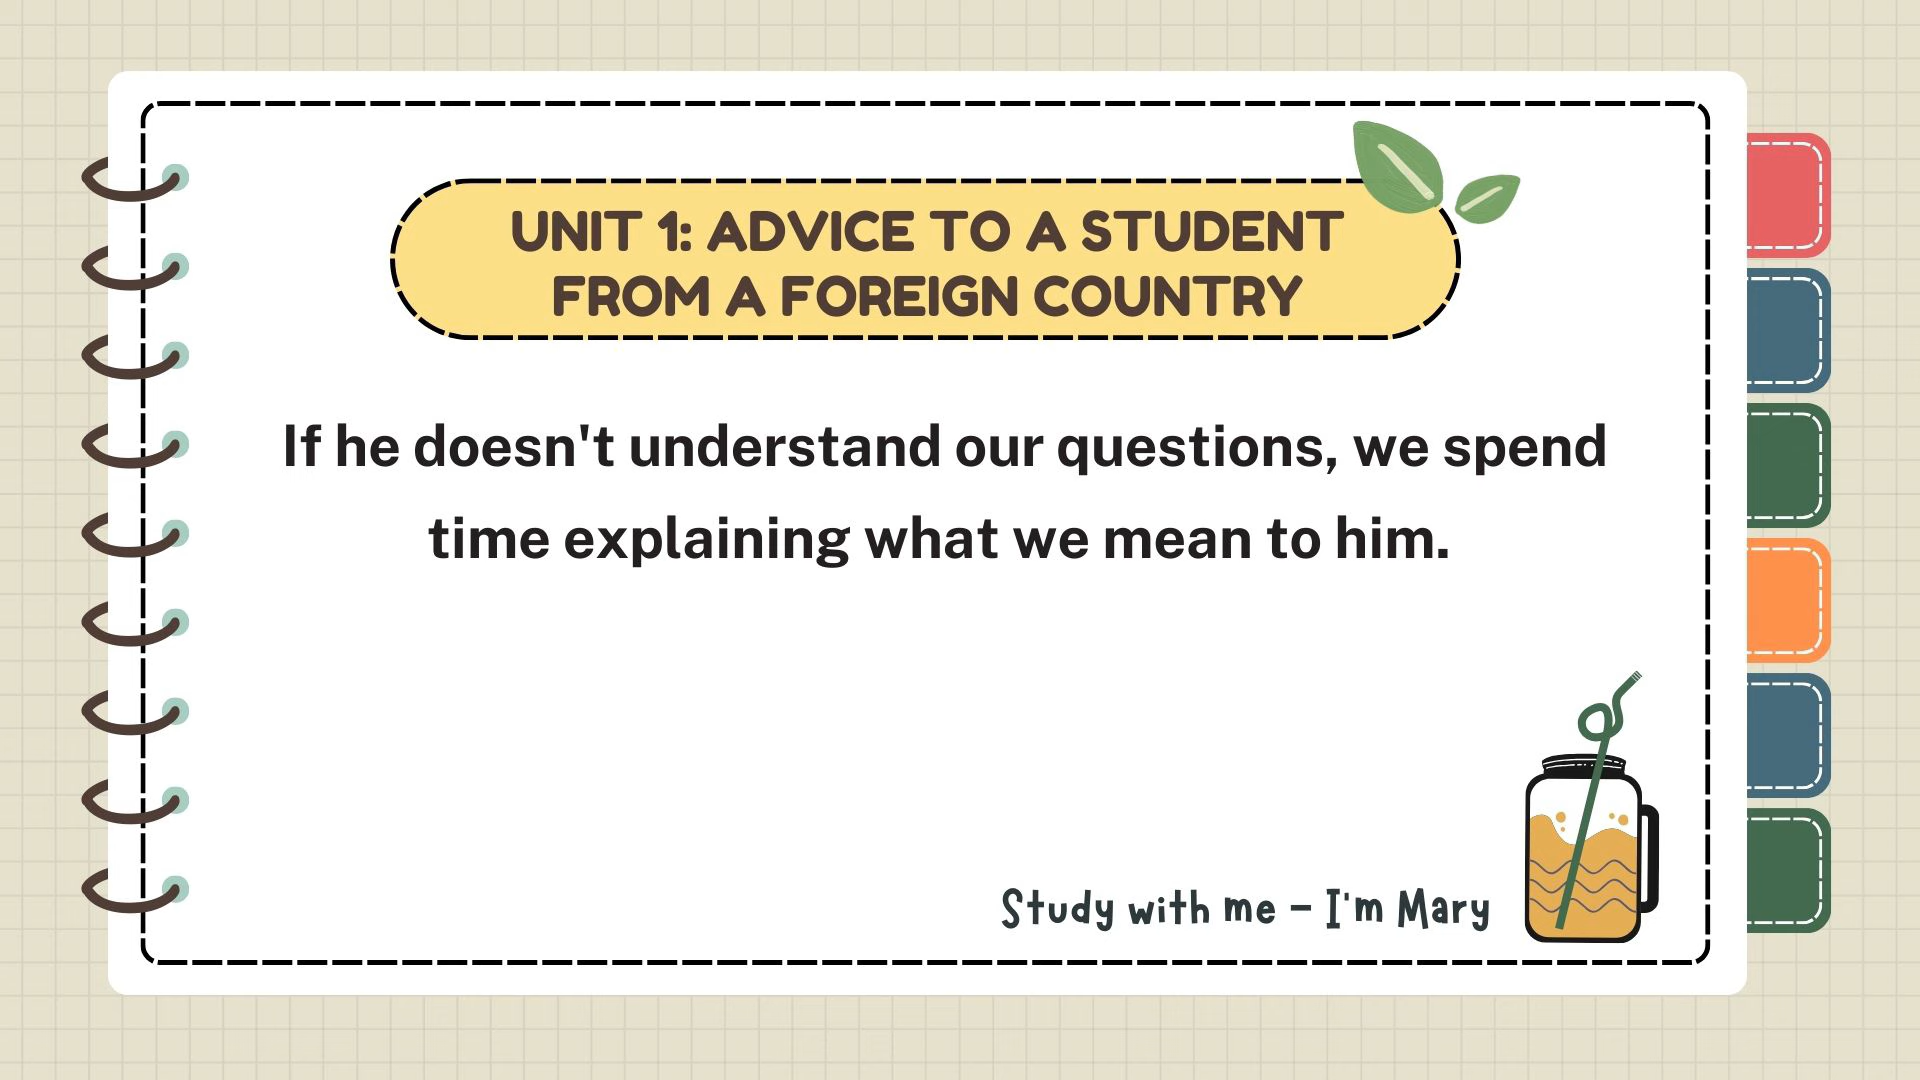 UNIT 1: ADVICE TO A STUDENT
FROM A FOREIGN COUNTRY
If he doesn't understand our questions, we spend
time explaining what we mean to him.
Study with me - I'm Mary